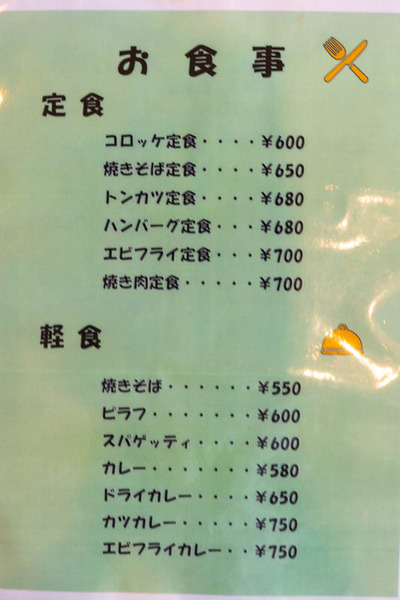 お食事
定食
コロッケ定食・・・・¥600
焼きそば定食・・・・¥650
トンカツ定食・・・・¥680
ハンバーグ定食・・・¥680
エビフライ定食・・・¥700
焼き肉定食・・・・・¥700
軽食
焼きそば・・・・・・¥550
ピラフ・・・・・・・¥600
スパゲッティ・・・・¥600
カレー・・・・・・・¥580
ドライカレー・・・・¥650
カツカレー・・・・・¥750
エビフライカレー・・¥750